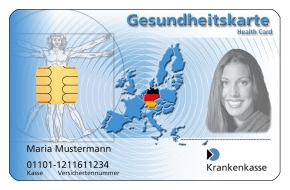 Gesundheitskarte
Health Card
Maria Mustermann
01101-1211611234
Kasse Versichertennummer
Krankenkasse